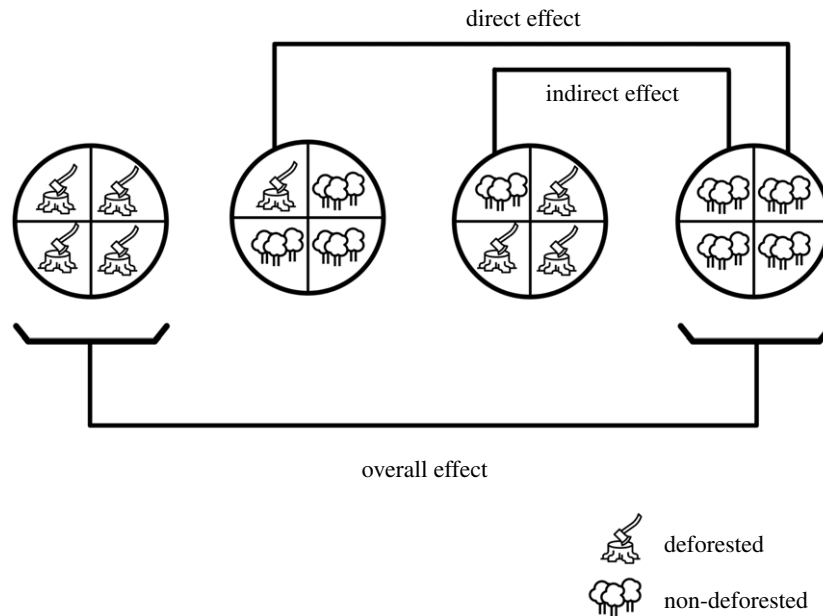 direct effect
indirect effect
overall effect
deforested
non-deforested